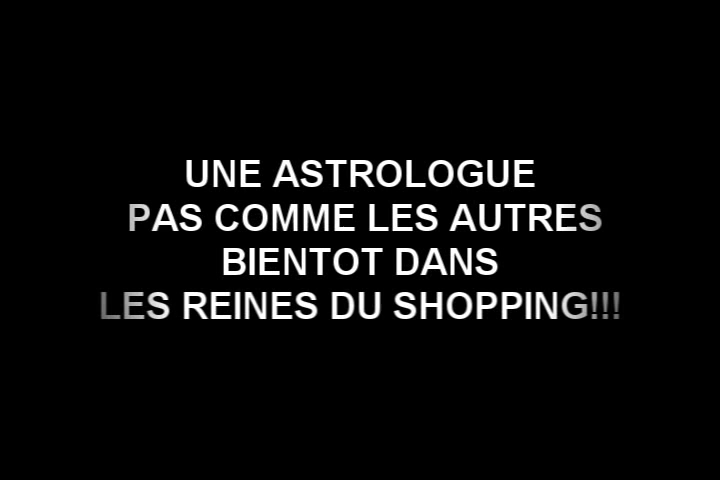 UNE ASTROLOGUE
PAS COMME LES AUTRES
BIENTOT DANS
LES REINES DU SHOPPING!!!